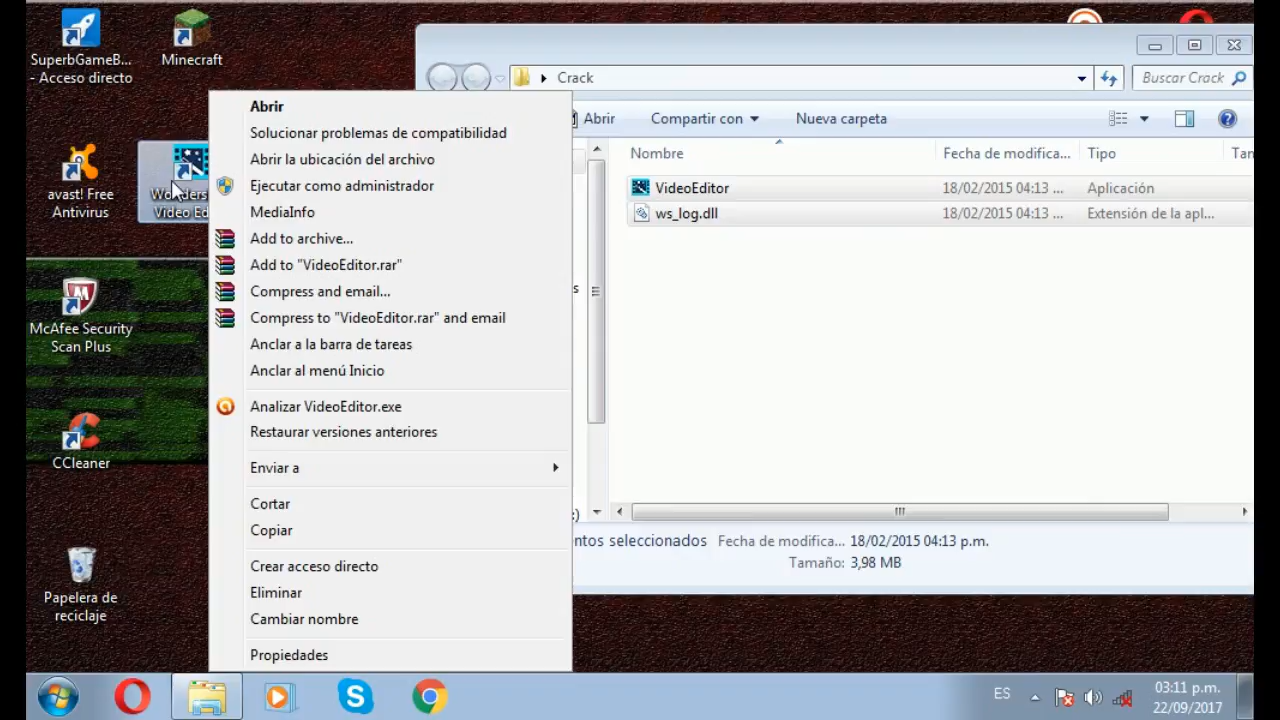 SuperbGameB...
- Acceso directo
Minecraft
avast! Free
Antivirus
Wonders
Video Ed
McAfee Security
Scan Plus
CCleaner
Papelera de
reciclaje
Abrir
Solucionar problemas de compatibilidad
Abrir la ubicación del archivo
Ejecutar como administrador
MediaInfo
Add to archive...
Add to "VideoEditor.rar"
Compress and email...
Compress to "VideoEditor.rar" and email
Anclar a la barra de tareas
Anclar al menú Inicio
Analizar VideoEditor.exe
Restaurar versiones anteriores
Enviar a
Cortar
Copiar
Crear acceso directo
Eliminar
Cambiar nombre
Propiedades
Crack
Buscar Crack
Abrir Compartir con Nueva carpeta
Nombre Fecha de modifica... Tipo Tan
VideoEditor 18/02/2015 04:13 ... Aplicación
ws_log.dll 18/02/2015 04:13 ... Extensión de la apl...
s
:)
ntos seleccionados Fecha de modifica... 18/02/2015 04:13 p.m.
Tamaño: 3,98 MB
ES
03:11 p.m.
22/09/2017